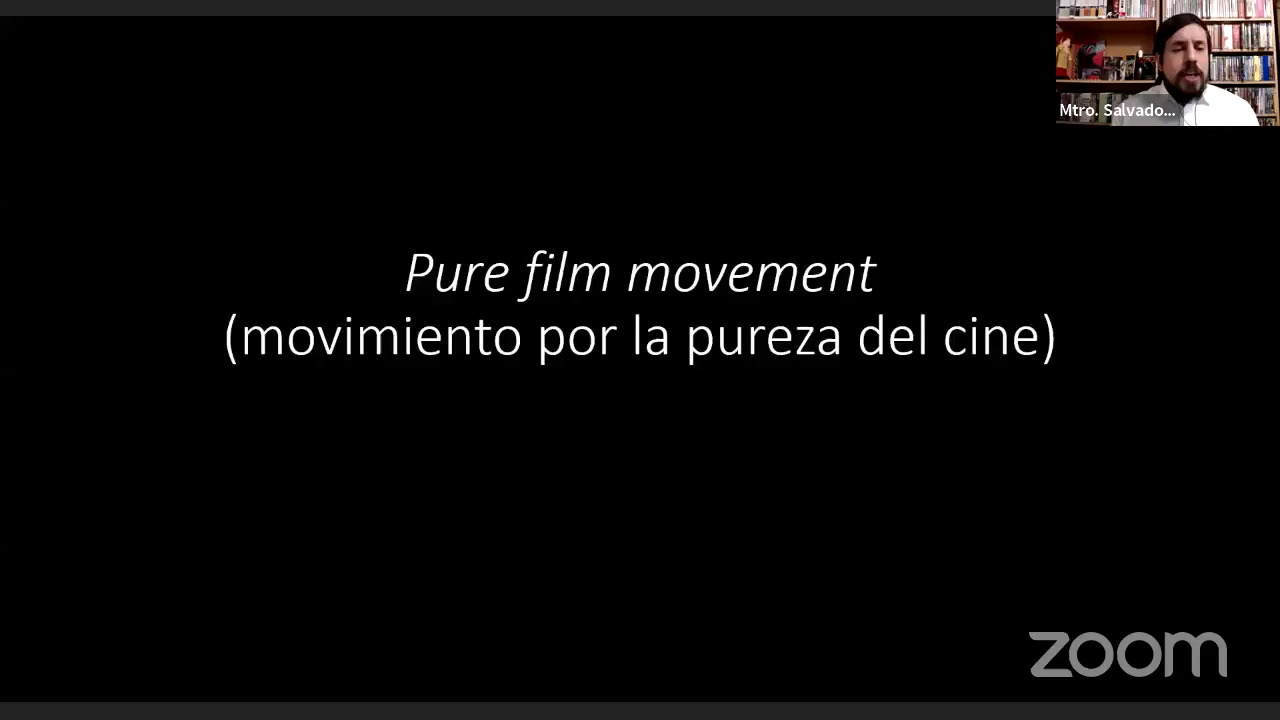 Mtro. Salvado...
Pure film movement
(movimiento por la pureza del cine)
zoom